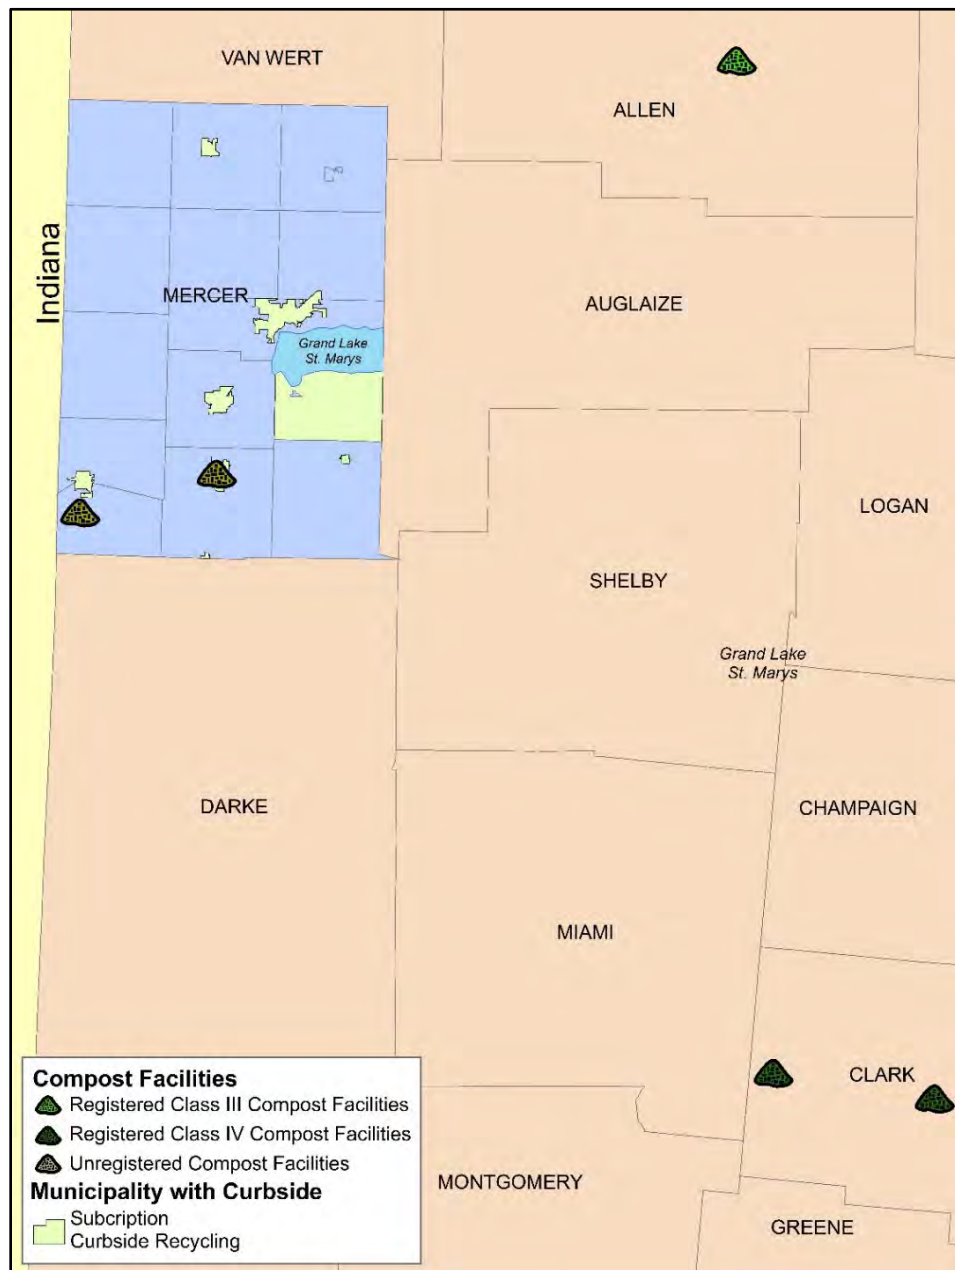 VAN WERT
ALLEN
Indiana
MERCER
AUGLAIZE
Grand Lake
St. Marys
LOGAN
SHELBY
Grand Lake
St. Marys
DARKE
CHAMPAIGN
MIAMI
CLARK
MONTGOMERY
GREENE
Compost Facilities
Registered Class III Compost Facilities
Registered Class IV Compost Facilities
Unregistered Compost Facilities
Municipality with Curbside
Subcription
Curbside Recycling